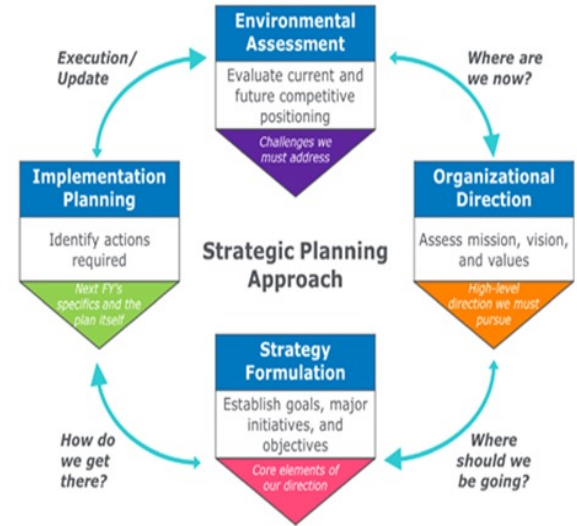 Environmental
Assessment
Evaluate current and
future competitive
positioning
Challenges we
must address
Where are
we now?
Organizational
Direction
Assess mission, vision,
and values
High-level
direction we must
pursue
Where
should we
be going?
Strategy
Formulation
Establish goals, major
initiatives, and
objectives
Core elements of
our direction
How do
we get
there?
Implementation
Planning
Identify actions
required
Next FY's
specifics and the
plan itself
Execution/
Update
Strategic Planning
Approach